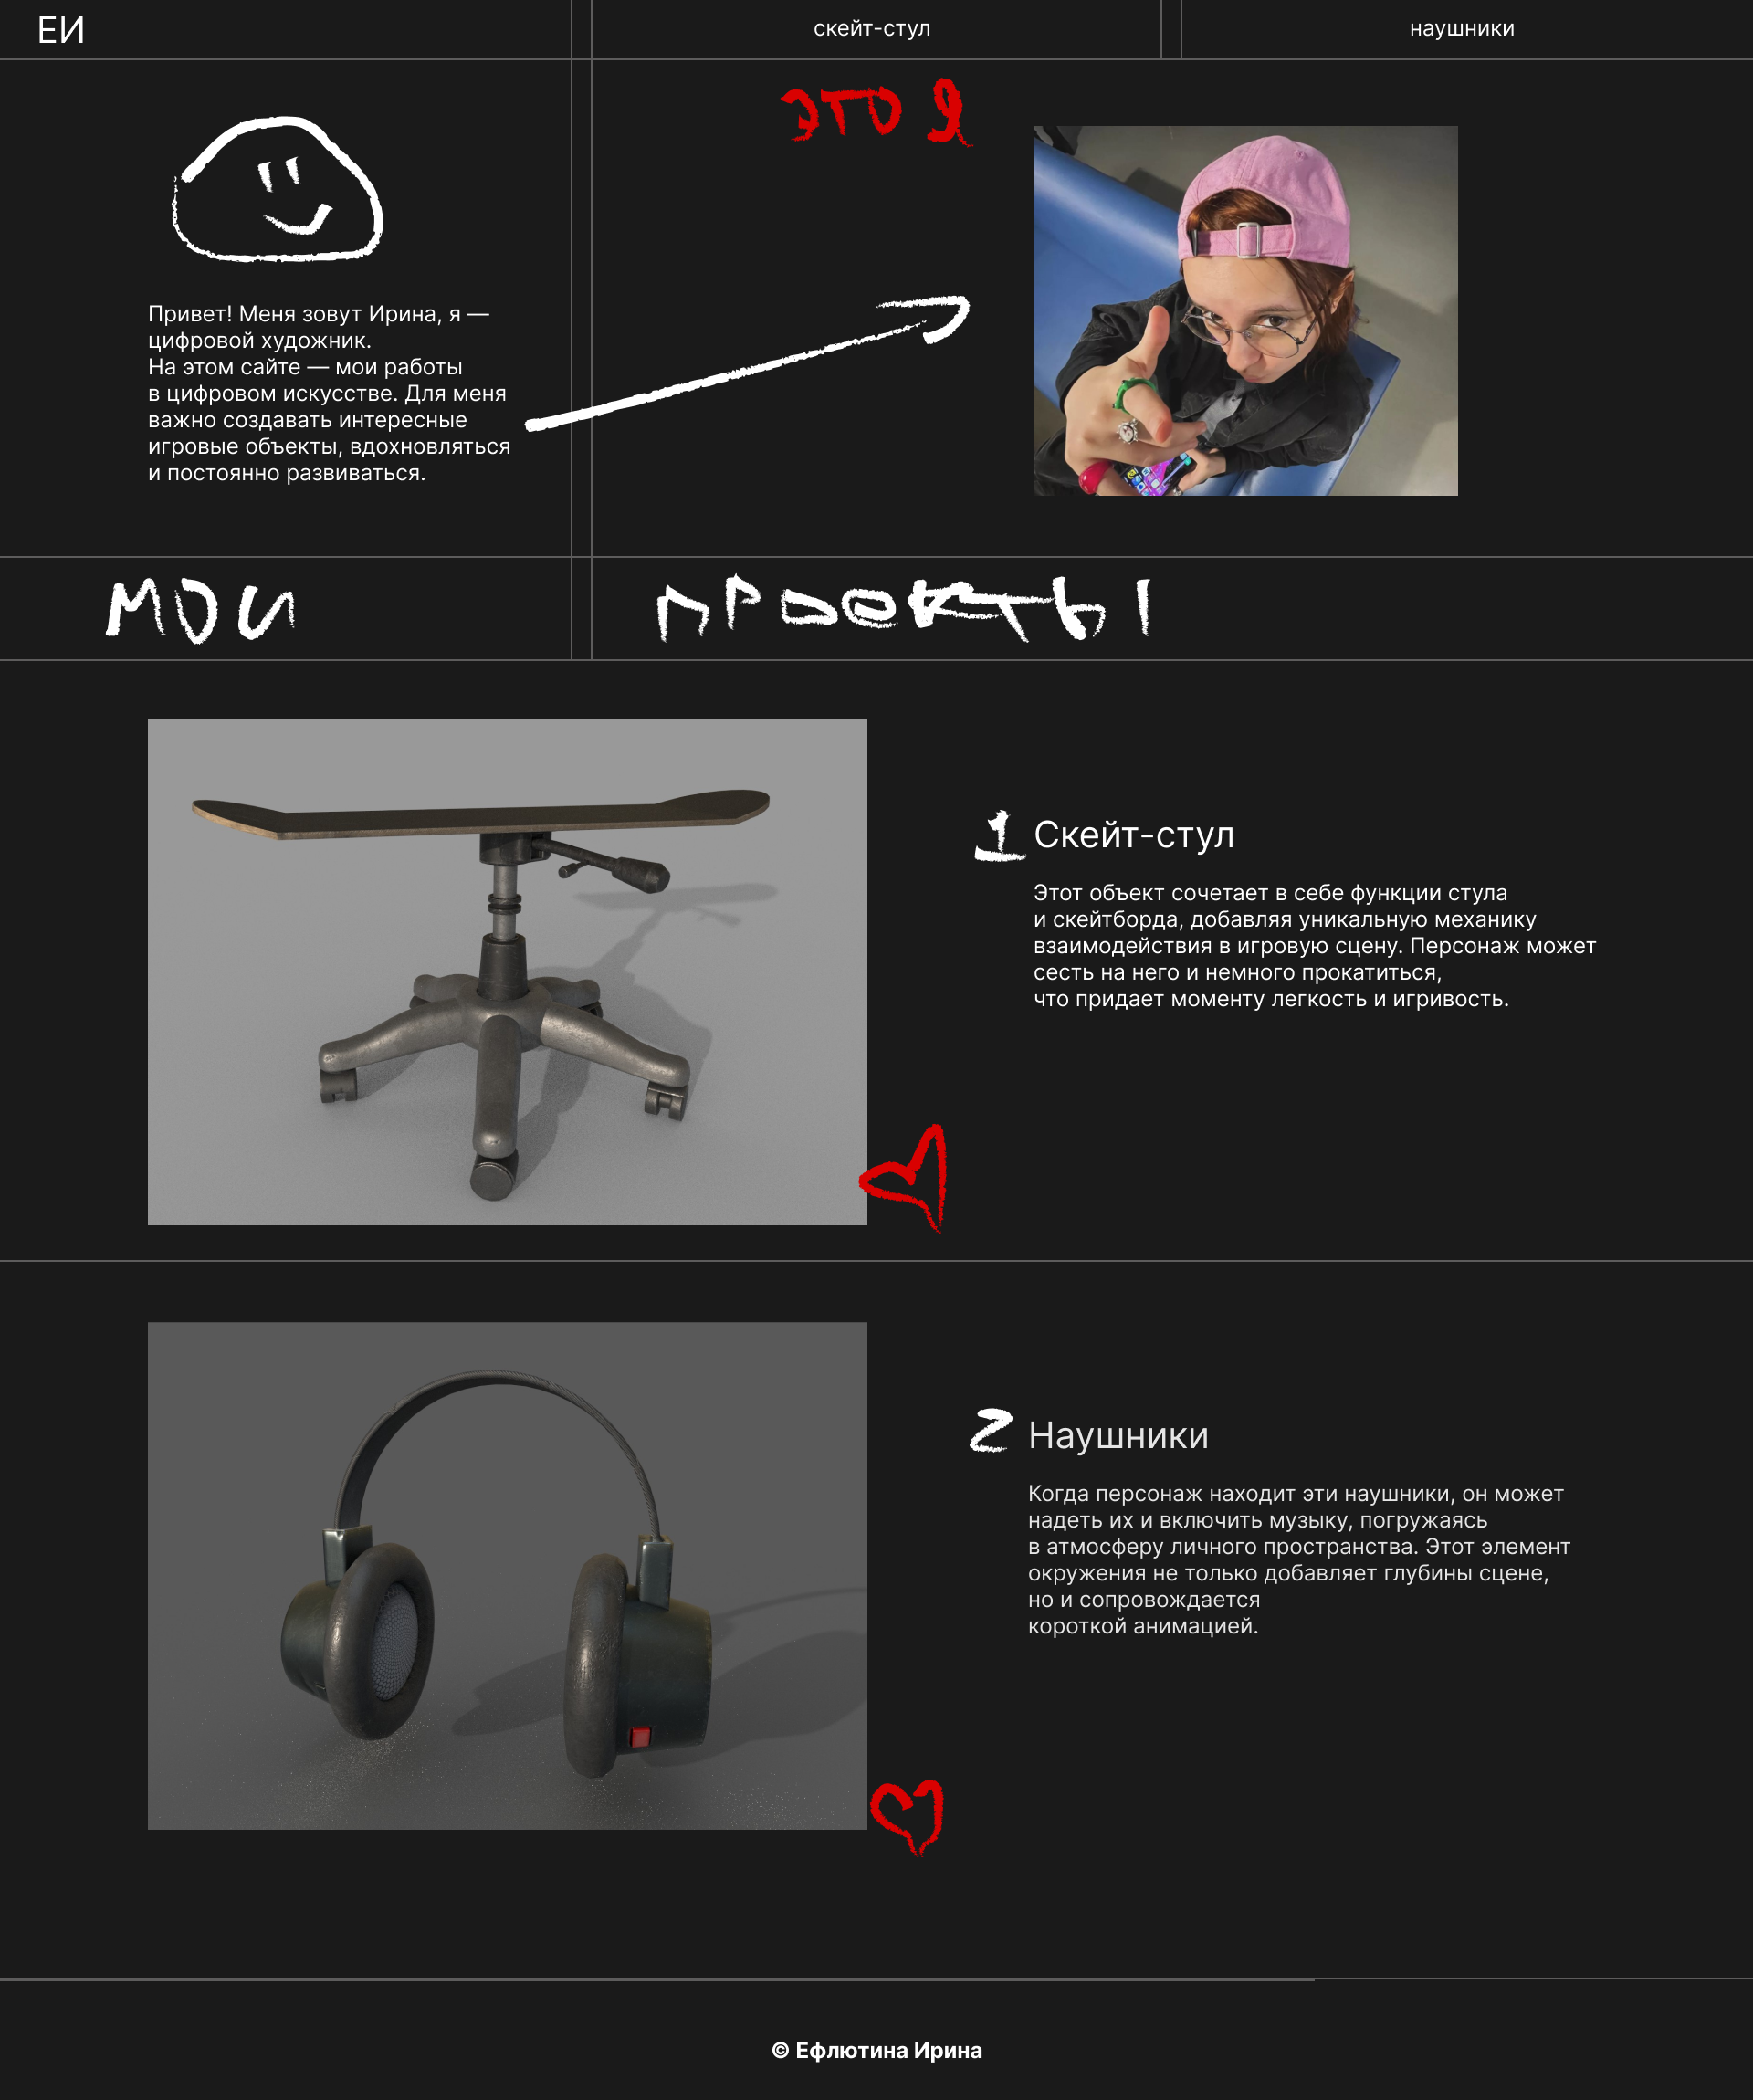 ЕИ
скейт-стул
наушники
ЭТО Я
Привет! Меня зовут Ирина, я —
цифровой художник.
На этом сайте — мои работы
в цифровом искусстве. Для меня
важно создавать интересные
игровые объекты, вдохновляться
и постоянно развиваться.
МОИ ПРОЕКТЫ
1 Скейт-стул
Этот объект сочетает в себе функции стула
и скейтборда, добавляя уникальную механику
взаимодействия в игровую сцену. Персонаж может
сесть на него и немного прокатиться,
что придает моменту легкость и игривость.
2 Наушники
Когда персонаж находит эти наушники, он может
надеть их и включить музыку, погружаясь
в атмосферу личного пространства. Этот элемент
окружения не только добавляет глубины сцене,
но и сопровождается
короткой анимацией.
© Ефлютина Ирина